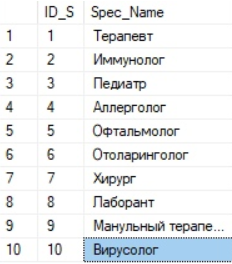 ID_S Spec_Name
1 1 Терапевт
2 2 Иммунолог
3 3 Педиатр
4 4 Аллерголог
5 5 Офтальмолог
6 6 Отоларинголог
7 7 Хирург
8 8 Лаборант
9 9 Манульный терапе...
10 10 Вирусолог